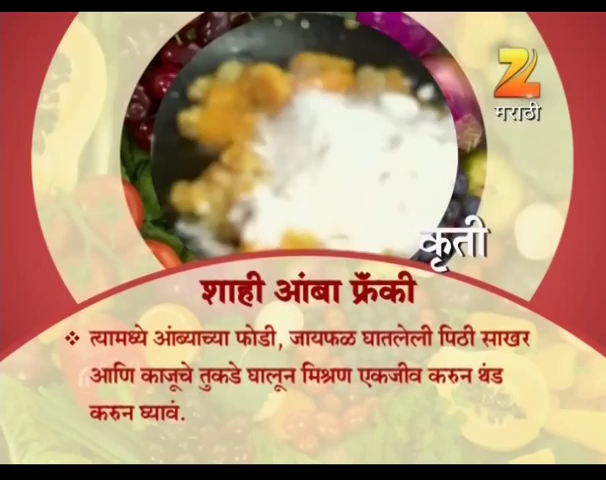 मराठी
कृती
शाही आंबा फ्रँकी
❖ त्यामध्ये आंब्याच्या फोडी, जायफळ घातलेली पिठी साखर
आणि काजूचे तुकडे घालून मिश्रण एकजीव करुन थंड
करुन घ्यावं.